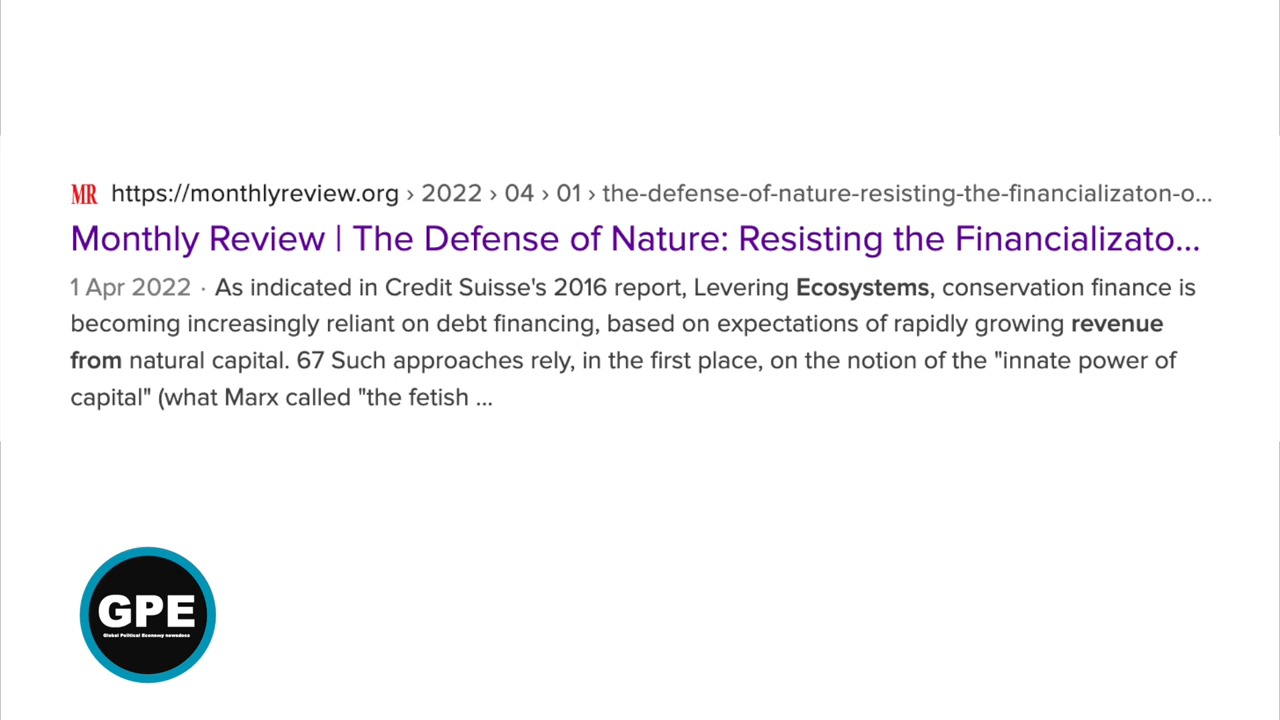 MR https://monthlyreview.org › 2022 › 04 › 01 › the-defense-of-nature-resisting-the-financializaton-o...
Monthly Review | The Defense of Nature: Resisting the Financializato...
1 Apr 2022 · As indicated in Credit Suisse's 2016 report, Levering Ecosystems, conservation finance is
becoming increasingly reliant on debt financing, based on expectations of rapidly growing revenue
from natural capital. 67 Such approaches rely, in the first place, on the notion of the "innate power of
capital" (what Marx called "the fetish ...
GPE
Global Political Economy newsdocs